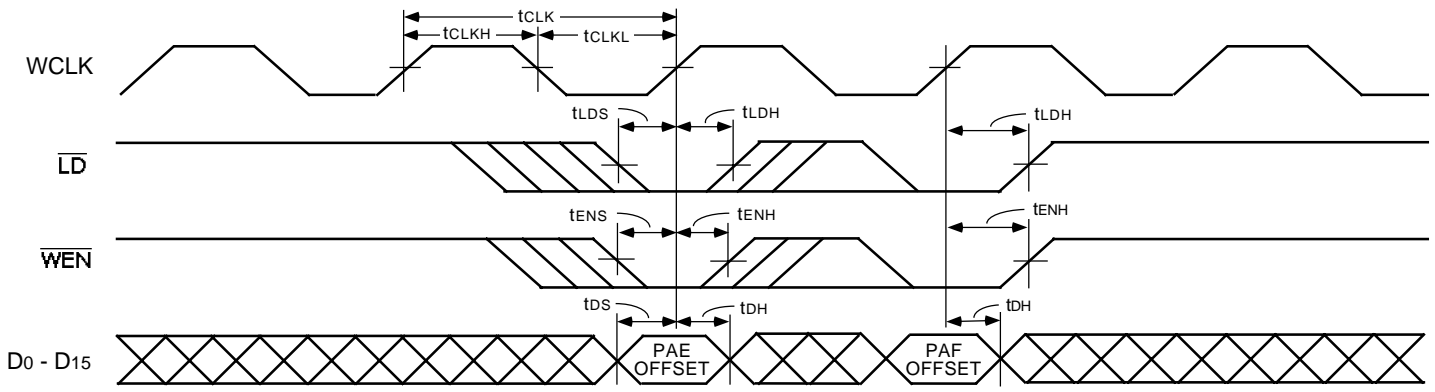 tCLK
tCLKH
tCLKL
WCLK
tLDS
tLDH
tLDH
LD
tENS
tENH
tENH
WEN
tDS
tDH
tDH
D0 - D15
PAE
OFFSET
PAF
OFFSET